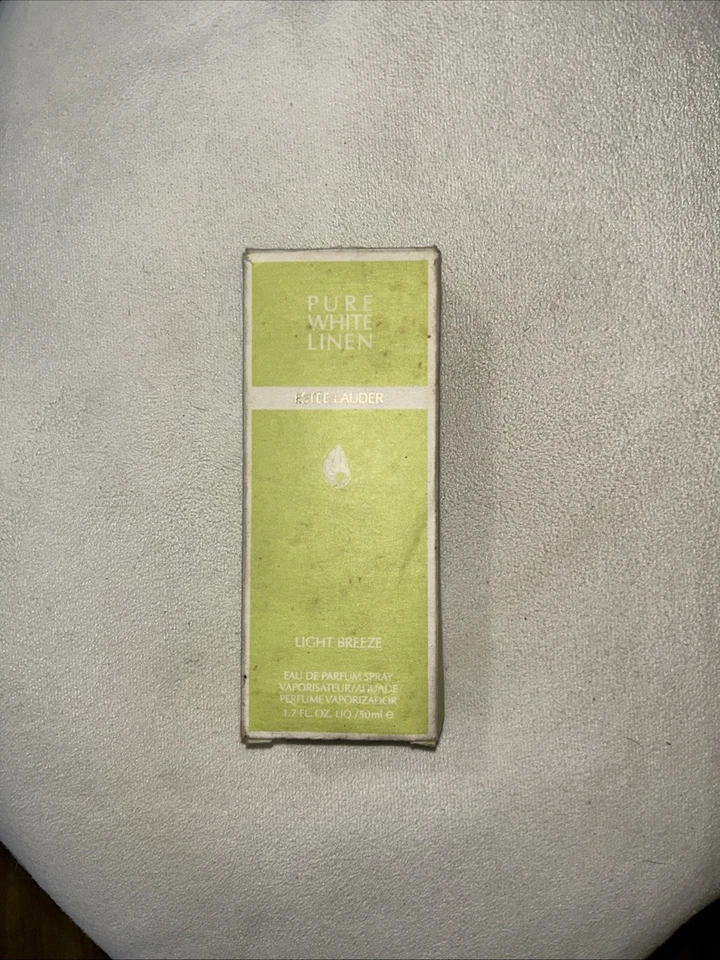 PURE
WHITE
LINEN
ESTEE LAUDER
LIGHT BREEZE
EAU DE PARFUM SPRAY
VAPORISATEUR/
PERFUME VAPORIZADOR
1.7 FL. OZ. LIQ./50ml ℮